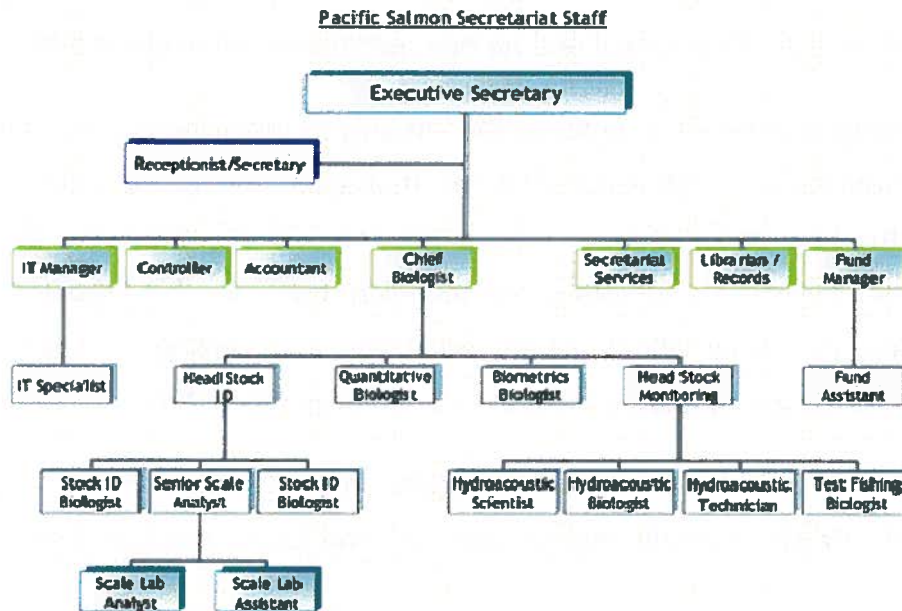 Pacific Salmon Secretariat Staff
Executive Secretary
Receptionist/Secretary
IT Manager
Controller
Accountant
Chief
Biologist
Secretarial
Services
Librarian /
Records
Fund
Manager
IT Specialist
Head Stock
ID
Quantitative
Biologist
Biometrics
Biologist
Head Stock
Monitoring
Fund
Assistant
Stock ID
Biologist
Senior Scale
Analyst
Stock ID
Biologist
Hydroacoustic
Scientist
Hydroacoustic
Biologist
Hydroacoustic
Technician
Test Fishing
Biologist
Scale Lab
Analyst
Scale Lab
Assistant